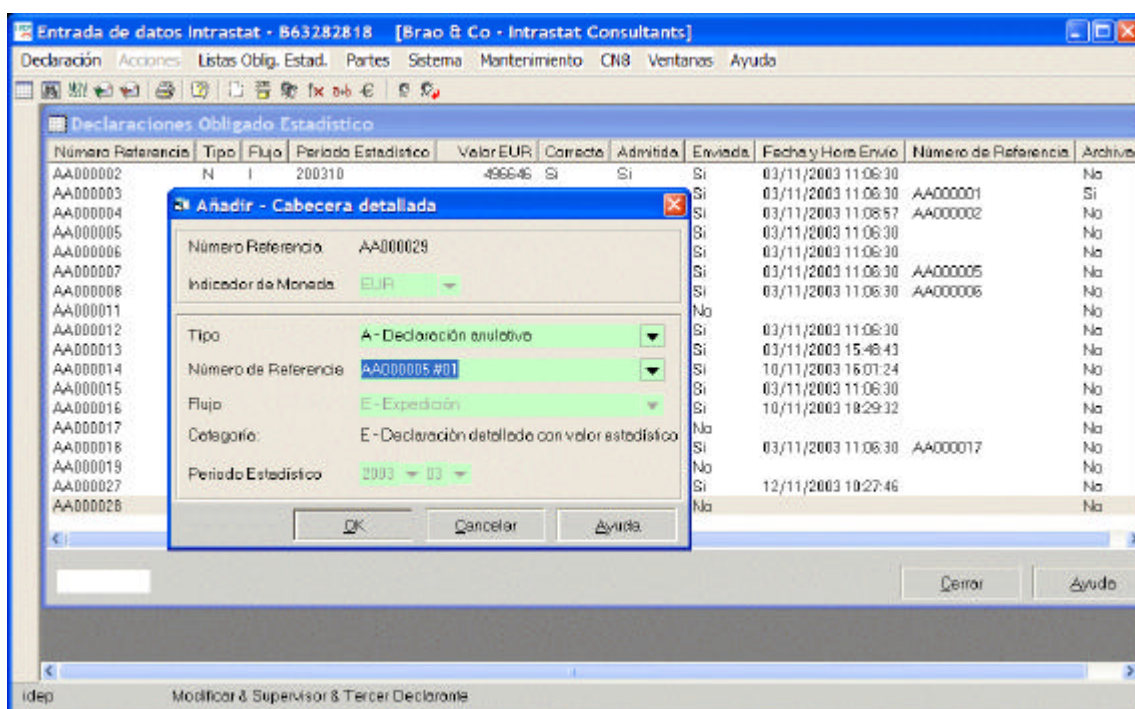 Entrada de datos Intrastat - B63282818 [Brao & Co - Intrastat Consultants]
Declaración Acciones Listas Oblig. Estad. Partes Sistema Mantenimiento CN8 Ventanas Ayuda
Declaraciones Obligado Estadístico
Número Referencia Tipo Flujo Periodo Estadístico Valor EUR Correcta Admitida Enviada Fecha y Hora Envío Número de Referencia Archiva
AA000002 N I 200310 496646 Si Si Si 03/11/2003 11:06:30 No
AA000003 Si 03/11/2003 11:06:30 AA000001 Si
AA000004 Si 03/11/2003 11:08:57 AA000002 No
AA000005 Si 03/11/2003 11:06:30 No
AA000006 Si 03/11/2003 11:06:30 No
AA000007 Si 03/11/2003 11:06:30 AA000005 No
AA000008 Si 03/11/2003 11:06:30 AA000006 No
AA000011 No No
AA000012 Si 03/11/2003 11:06:30 No
AA000013 Si 03/11/2003 15:48:43 No
AA000014 Si 10/11/2003 16:01:24 No
AA000015 Si 03/11/2003 11:06:30 No
AA000016 Si 10/11/2003 18:29:32 No
AA000017 No No
AA000018 Si 03/11/2003 11:06:30 AA000017 No
AA000019 No No
AA000027 Si 12/11/2003 10:27:46 No
AA000028 No No
Añadir - Cabecera detallada
Número Referencia AA000029
Indicador de Moneda EUR
Tipo A - Declaración anulativa
Número de Referencia AA000005 #01
Flujo E - Expedición
Categoría: E - Declaración detallada con valor estadístico
Periodo Estadístico 2003 03
OK Cancelar Ayuda
Cerrar Ayuda
idep Modificar & Supervisor & Tercer Declarante